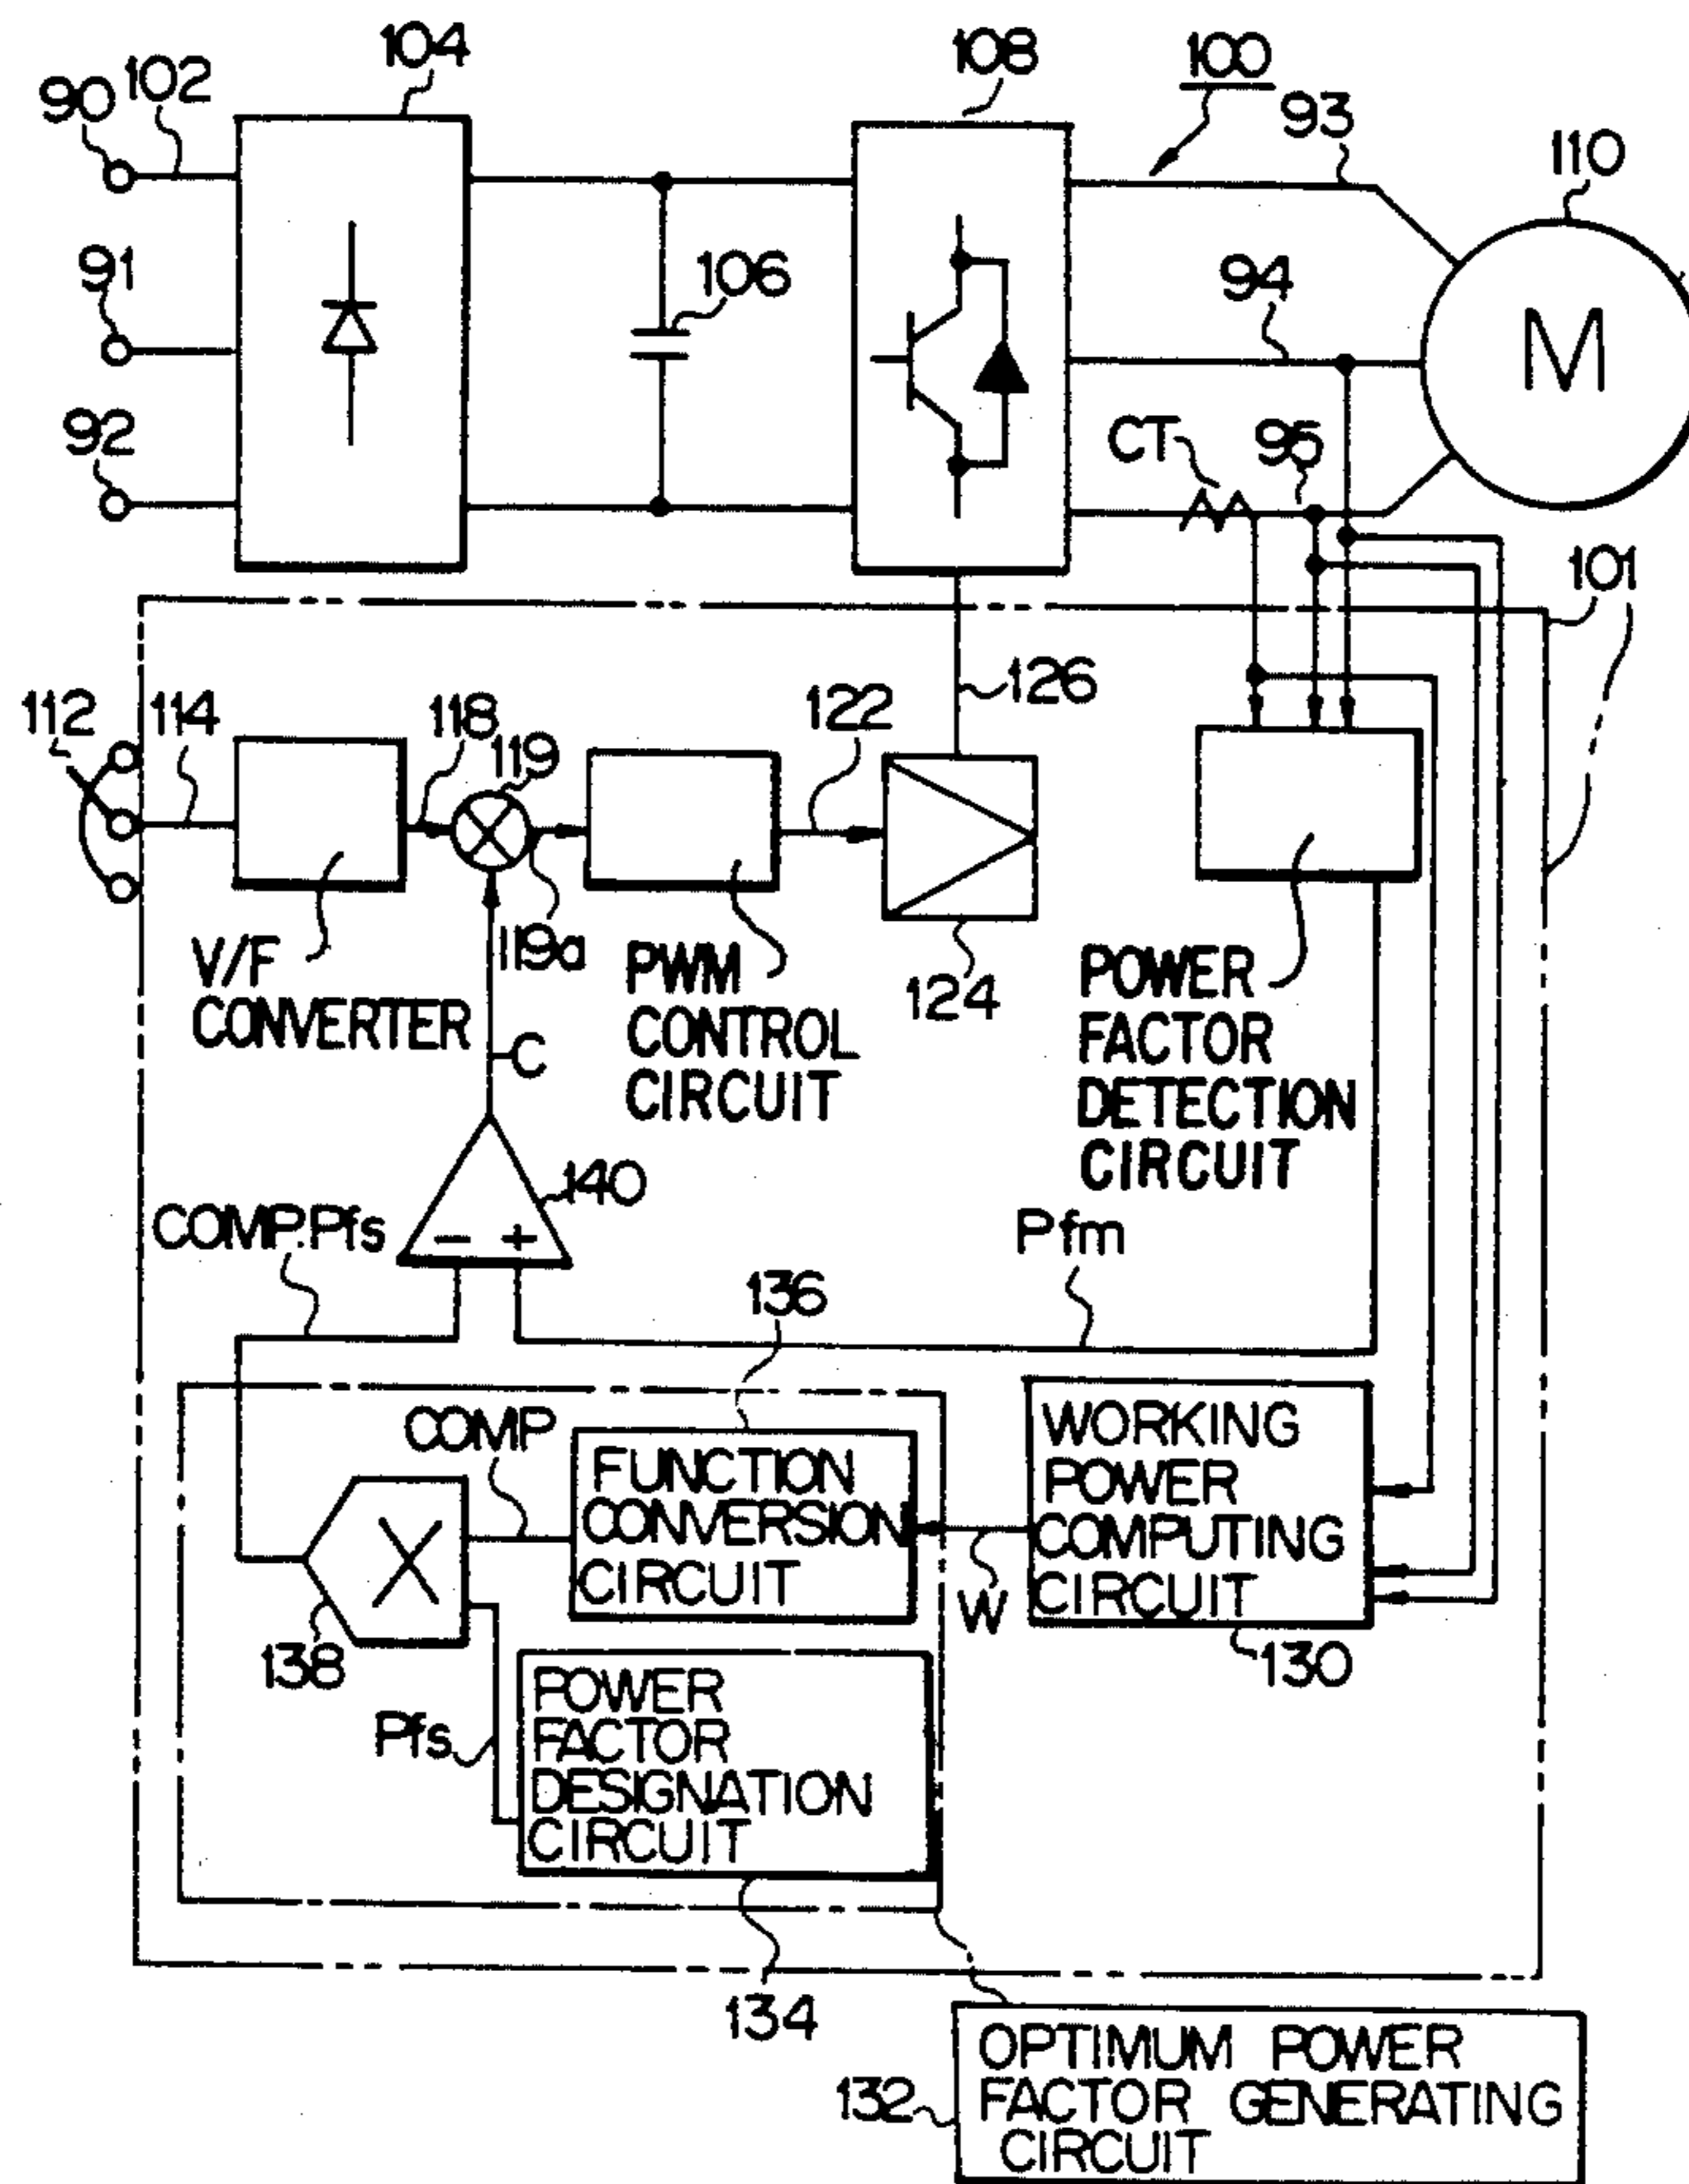 104
108
100
90
102
93
110
91
106
94
M
92
CT
95
101
126
112
114
118
119
122
119a
V/F
CONVERTER
PWM
CONTROL
CIRCUIT
124
POWER
FACTOR
DETECTION
CIRCUIT
C
140
COMP.Pfs
- +
Pfm
136
COMP
FUNCTION
CONVERSION
CIRCUIT
WORKING
POWER
COMPUTING
CIRCUIT
W
138
130
Pfs
POWER
FACTOR
DESIGNATION
CIRCUIT
134
132
OPTIMUM POWER
FACTOR GENERATING
CIRCUIT